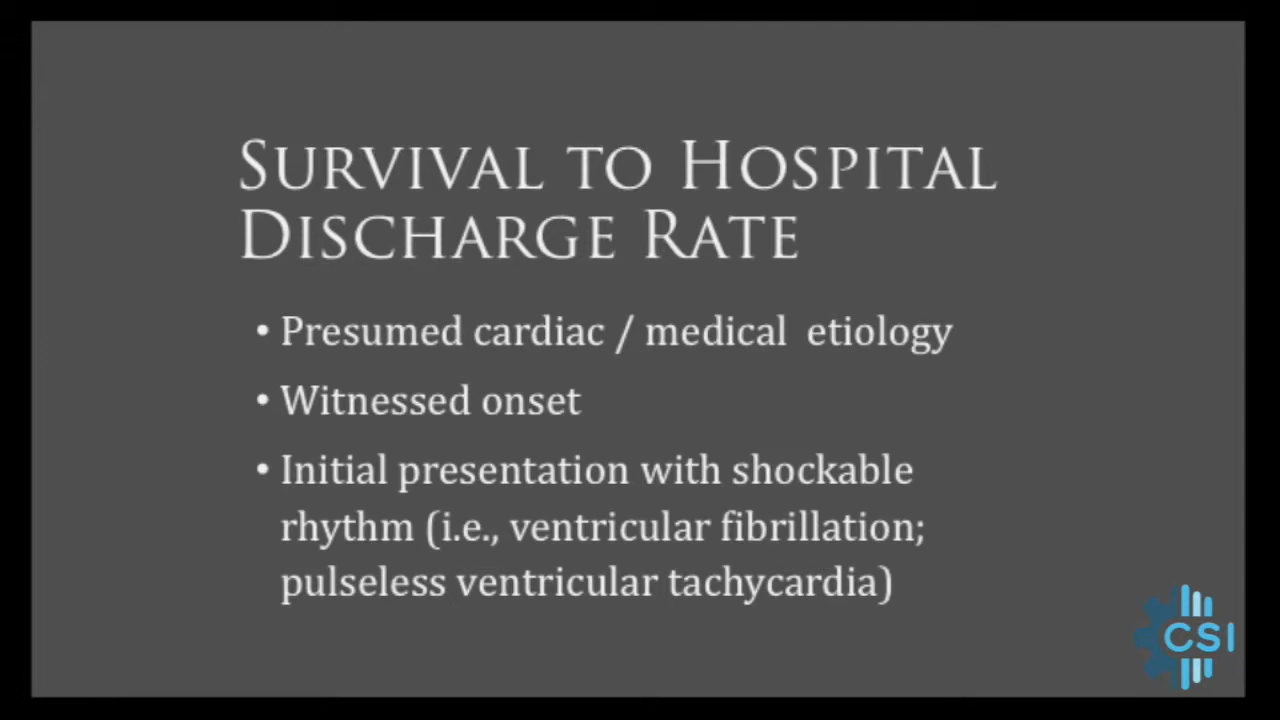 SURVIVAL TO HOSPITAL
DISCHARGE RATE
• Presumed cardiac / medical etiology
• Witnessed onset
• Initial presentation with shockable
rhythm (i.e., ventricular fibrillation;
pulseless ventricular tachycardia)
CSI